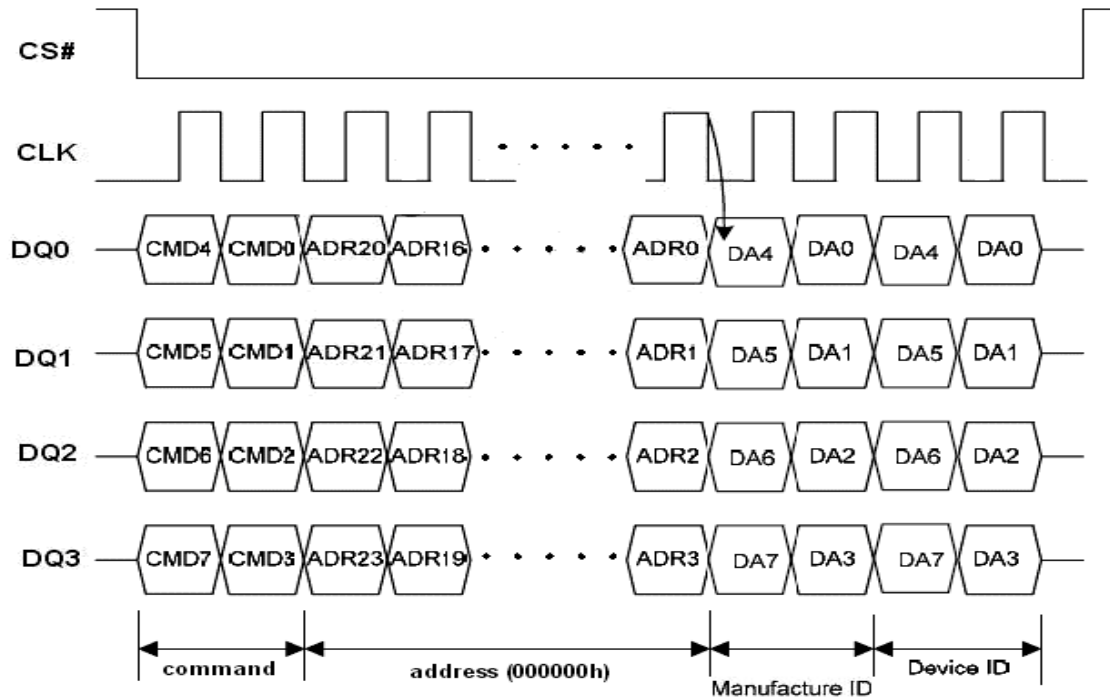 CS#
CLK
DQ0 CMD4 CMD0 ADR20 ADR16 ADR0 DA4 DA0 DA4 DA0
DQ1 CMD5 CMD1 ADR21 ADR17 ADR1 DA5 DA1 DA5 DA1
DQ2 CMD6 CMD2 ADR22 ADR18 ADR2 DA6 DA2 DA6 DA2
DQ3 CMD7 CMD3 ADR23 ADR19 ADR3 DA7 DA3 DA7 DA3
command address (000000h) Manufacture ID Device ID